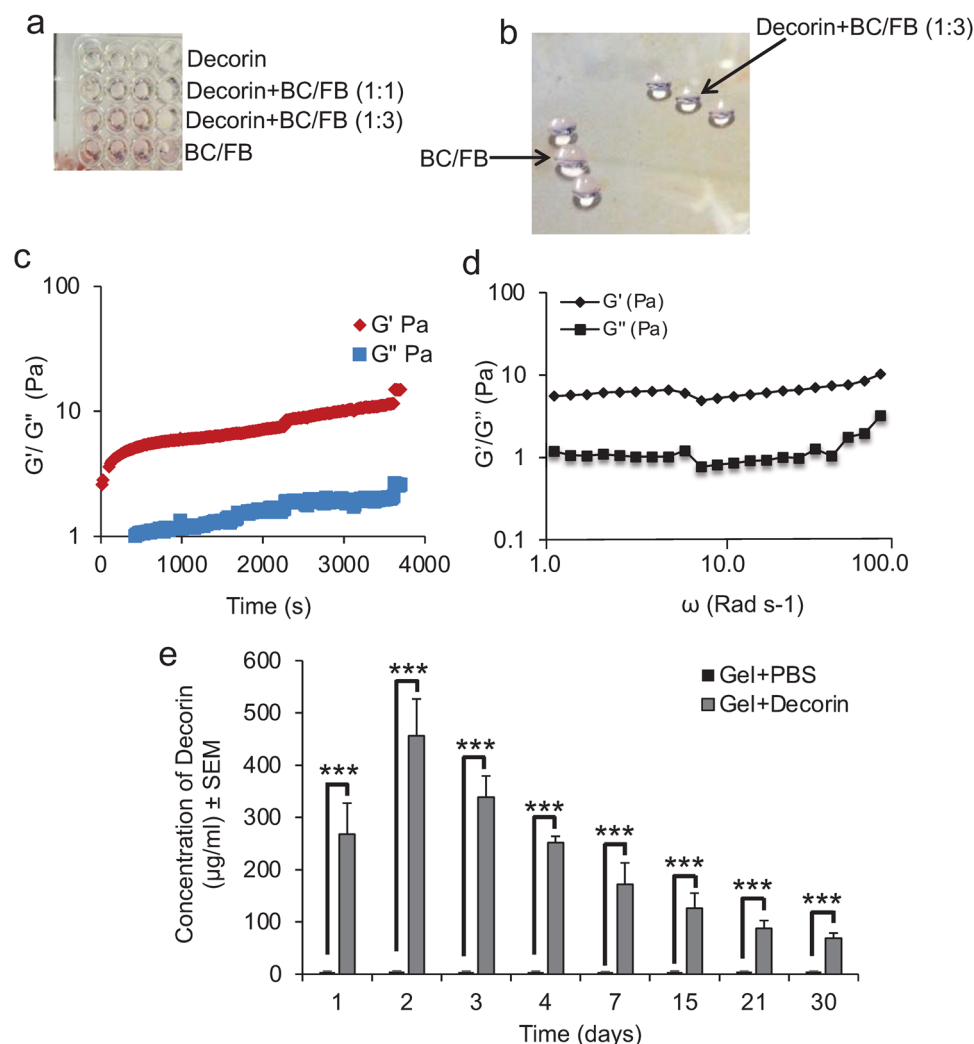 a
Decorin
Decorin+BC/FB (1:1)
Decorin+BC/FB (1:3)
BC/FB
b
Decorin+BC/FB (1:3)
BC/FB
c
100
10
1
G'/ G" (Pa)
G' Pa
G" Pa
0
1000
2000
3000
4000
Time (s)
d
100
10
1
0.1
G'/G" (Pa)
G' (Pa)
G" (Pa)
1.0
10.0
100.0
ω (Rad s-1)
e
600
500
400
300
200
100
0
Concentration of Decorin
(µg/ml) ± SEM
Gel+PBS
Gel+Decorin
***
***
***
***
***
***
***
***
1
2
3
4
7
15
21
30
Time (days)